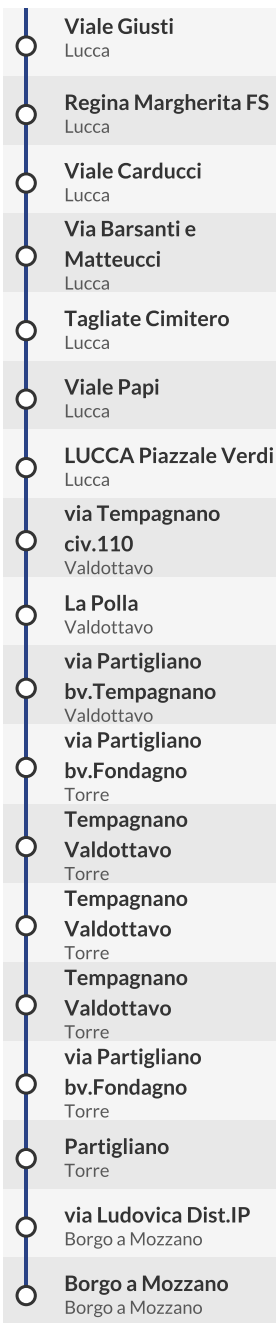 Viale Giusti
Lucca
Regina Margherita FS
Lucca
Viale Carducci
Lucca
Via Barsanti e
Matteucci
Lucca
Tagliate Cimitero
Lucca
Viale Papi
Lucca
LUCCA Piazzale Verdi
Lucca
via Tempagnano
civ.110
Valdottavo
La Polla
Valdottavo
via Partigliano
bv.Tempagnano
Valdottavo
via Partigliano
bv.Fondagno
Torre
Tempagnano
Valdottavo
Torre
Tempagnano
Valdottavo
Torre
Tempagnano
Valdottavo
Torre
via Partigliano
bv.Fondagno
Torre
Partigliano
Torre
via Ludovica Dist.IP
Borgo a Mozzano
Borgo a Mozzano
Borgo a Mozzano